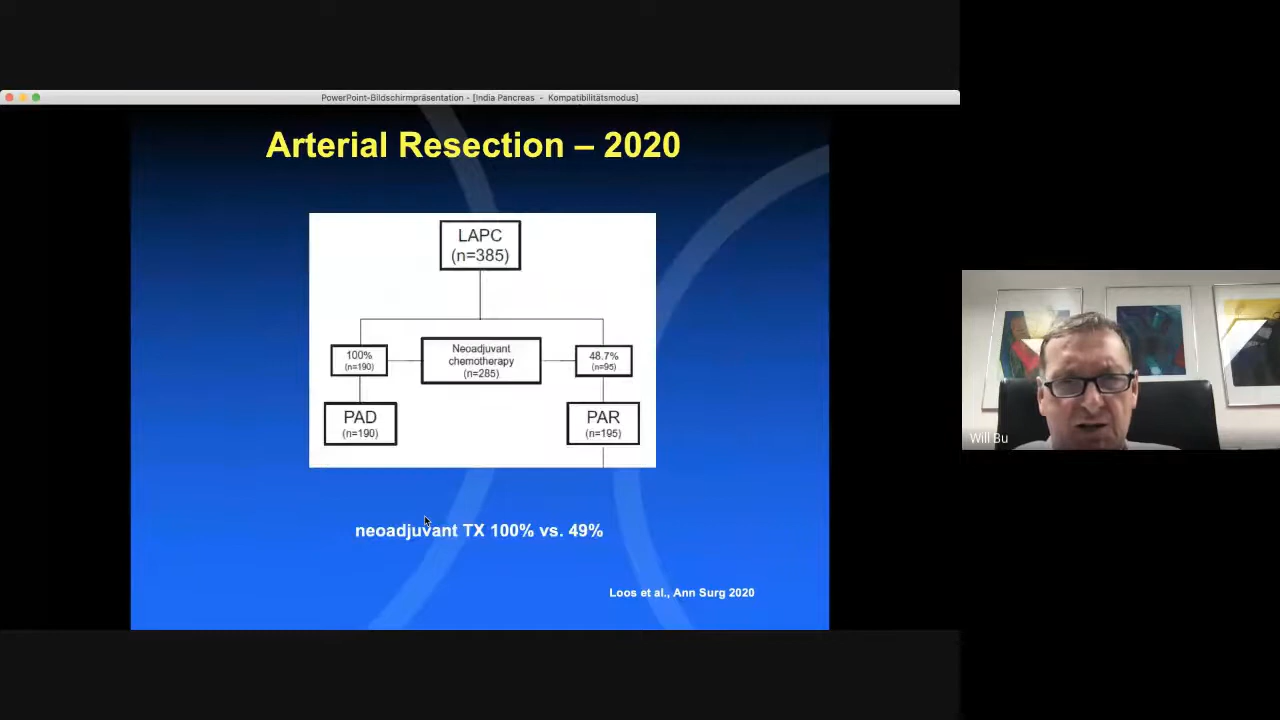 PowerPoint-Bildschirmpräsentation - [India Pancreas - Kompatibilitätsmodus]
Arterial Resection – 2020
LAPC
(n=385)
100%
(n=190)
Neoadjuvant
chemotherapy
(n=285)
48.7%
(n=95)
PAD
(n=190)
PAR
(n=195)
neoadjuvant TX 100% vs. 49%
Loos et al., Ann Surg 2020
Will Bu